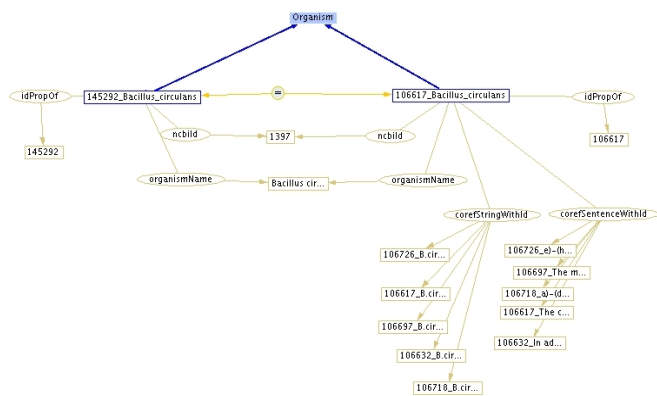 Organism
idPropOf
145292_Bacillus_circulans
=
106617_Bacillus_circulans
idPropOf
ncbiId
1397
ncbiId
106617
145292
organismName
Bacillus cir...
organismName
corefStringWithId
corefSentenceWithId
106726_B.cir...
106726_e)-(h...
106697_The m...
106617_B.cir...
106718_a)-(d...
106617_The c...
106697_B.cir...
106632_In ad...
106632_B.cir...
106718_B.cir...